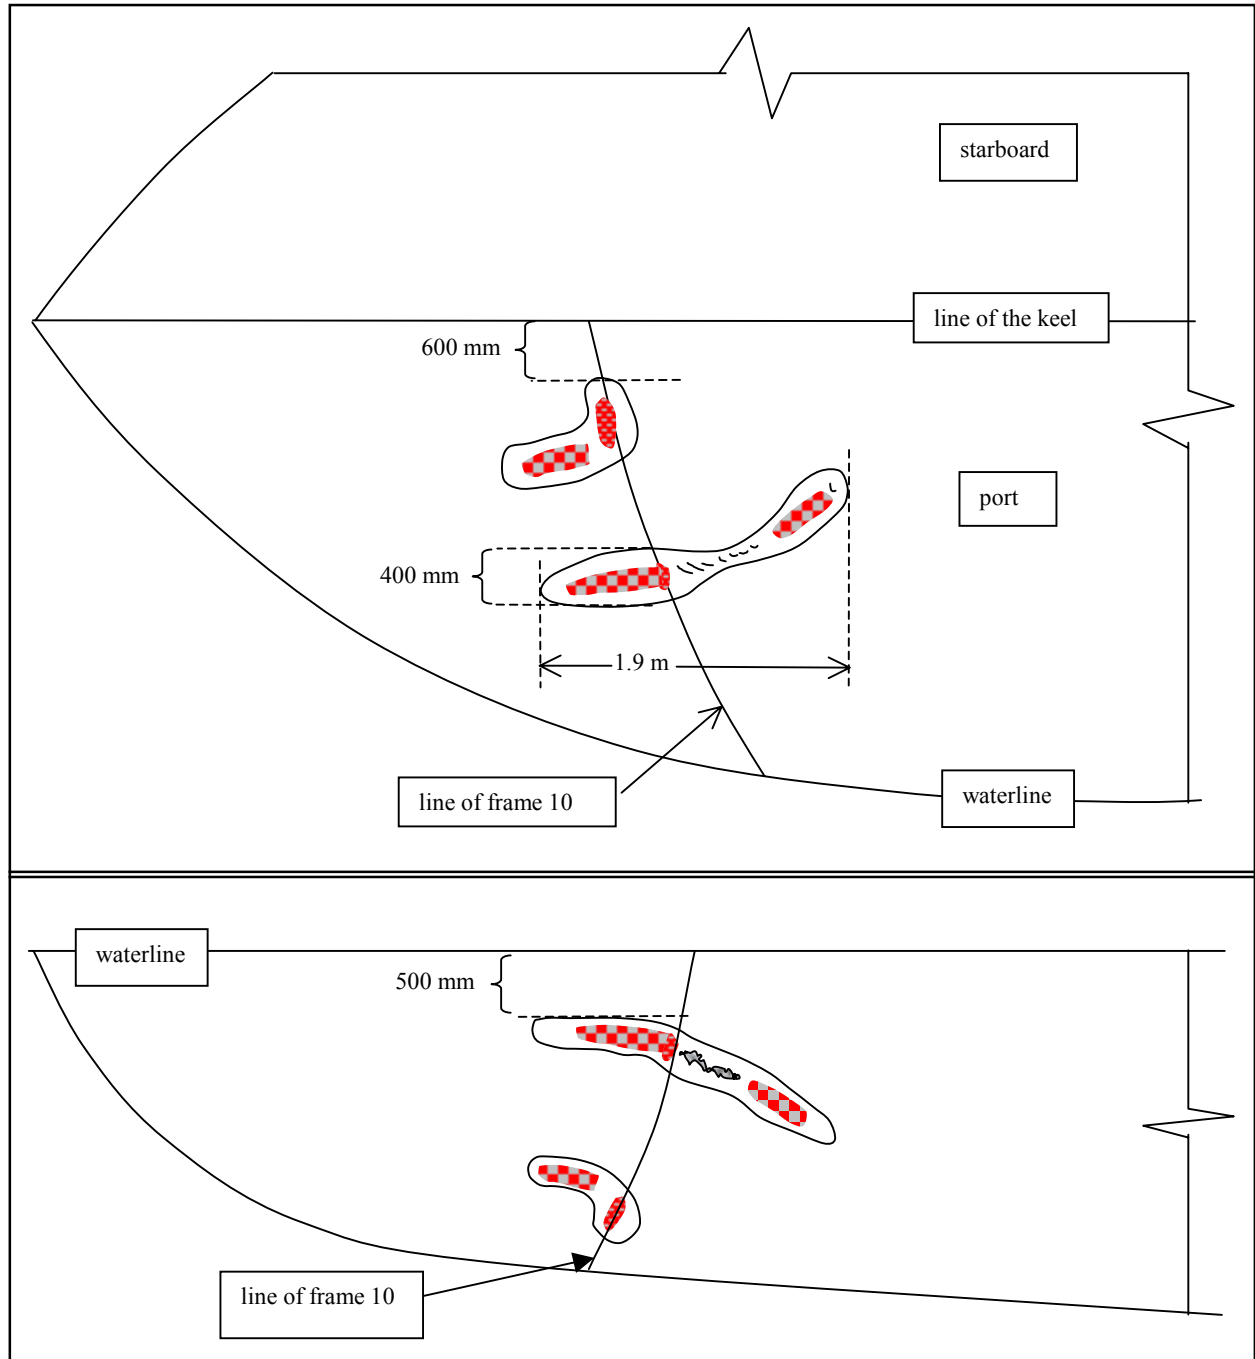 starboard
line of the keel
600 mm
port
400 mm
1.9 m
line of frame 10
waterline
waterline
500 mm
line of frame 10